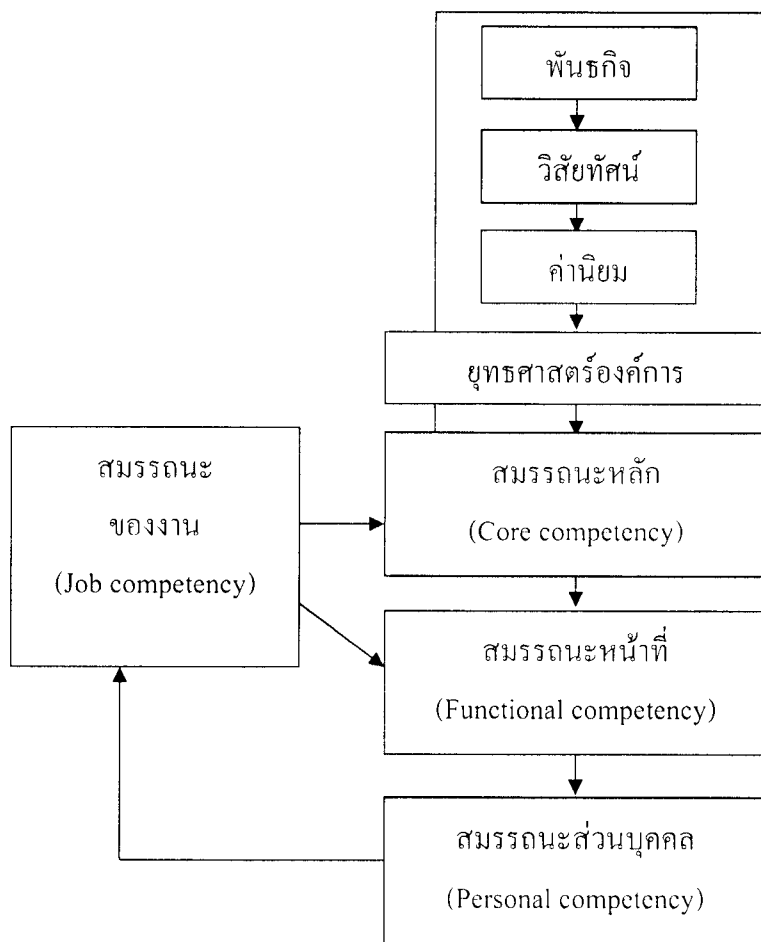 พันธกิจ
วิสัยทัศน์
ค่านิยม
ยุทธศาสตร์องค์การ
สมรรถนะ
ของงาน
(Job competency)
สมรรถนะหลัก
(Core competency)
สมรรถนะหน้าที่
(Functional competency)
สมรรถนะส่วนบุคคล
(Personal competency)